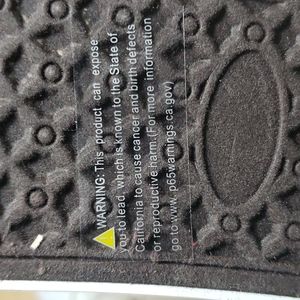 WARNING: This product can expose
you to lead, which is known to the State of
California to cause cancer and birth defects
or reproductive harm.(For more information
go to www. p65warnings.ca.gov)